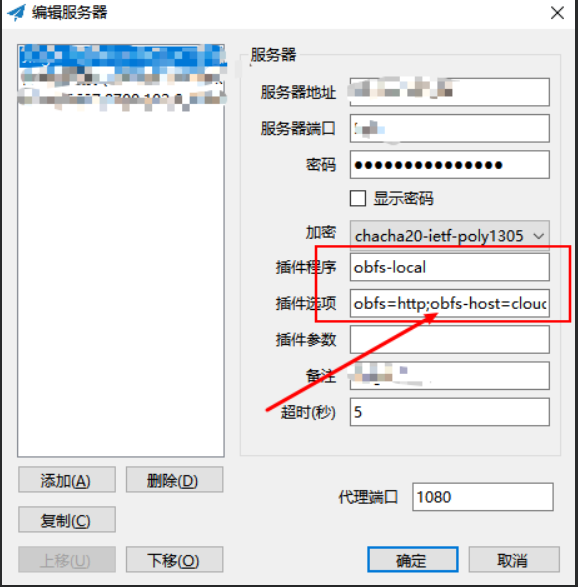 编辑服务器
服务器
服务器地址
服务器端口
密码 ●●●●●●●●●●●●●●●
显示密码
加密 chacha20-ietf-poly1305
插件程序 obfs-local
插件选项 obfs=http;obfs-host=clouc
插件参数
备注
超时(秒) 5
添加(A) 删除(D)
代理端口 1080
复制(C)
上移(U) 下移(O) 确定 取消